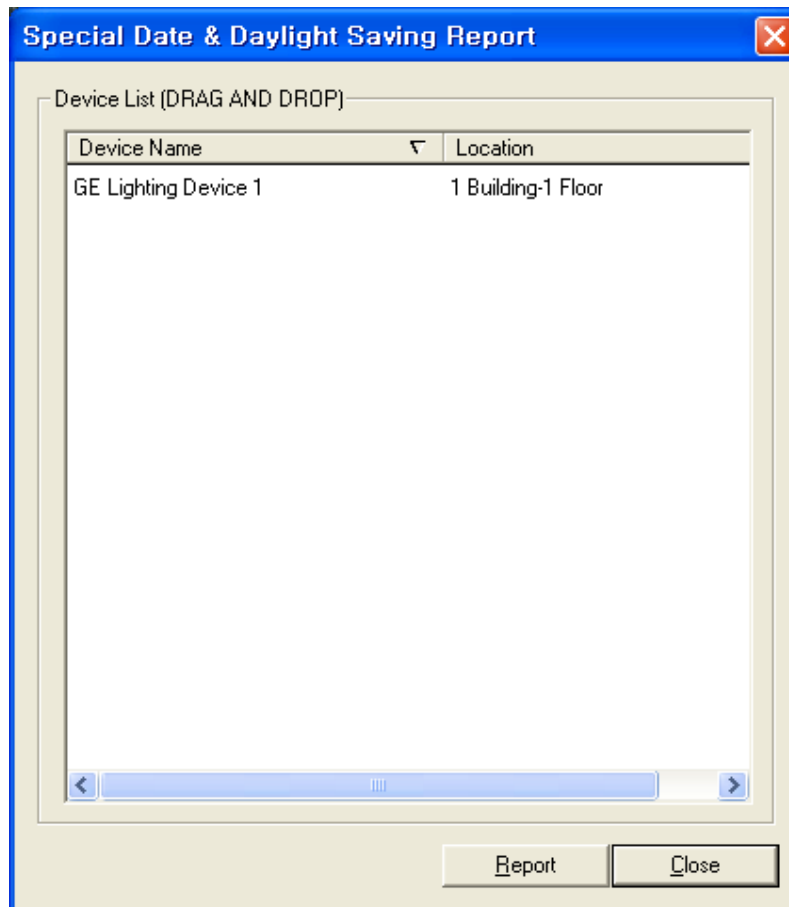 Special Date & Daylight Saving Report
Device List (DRAG AND DROP)
Device Name Location
GE Lighting Device 1 1 Building-1 Floor
Report Close